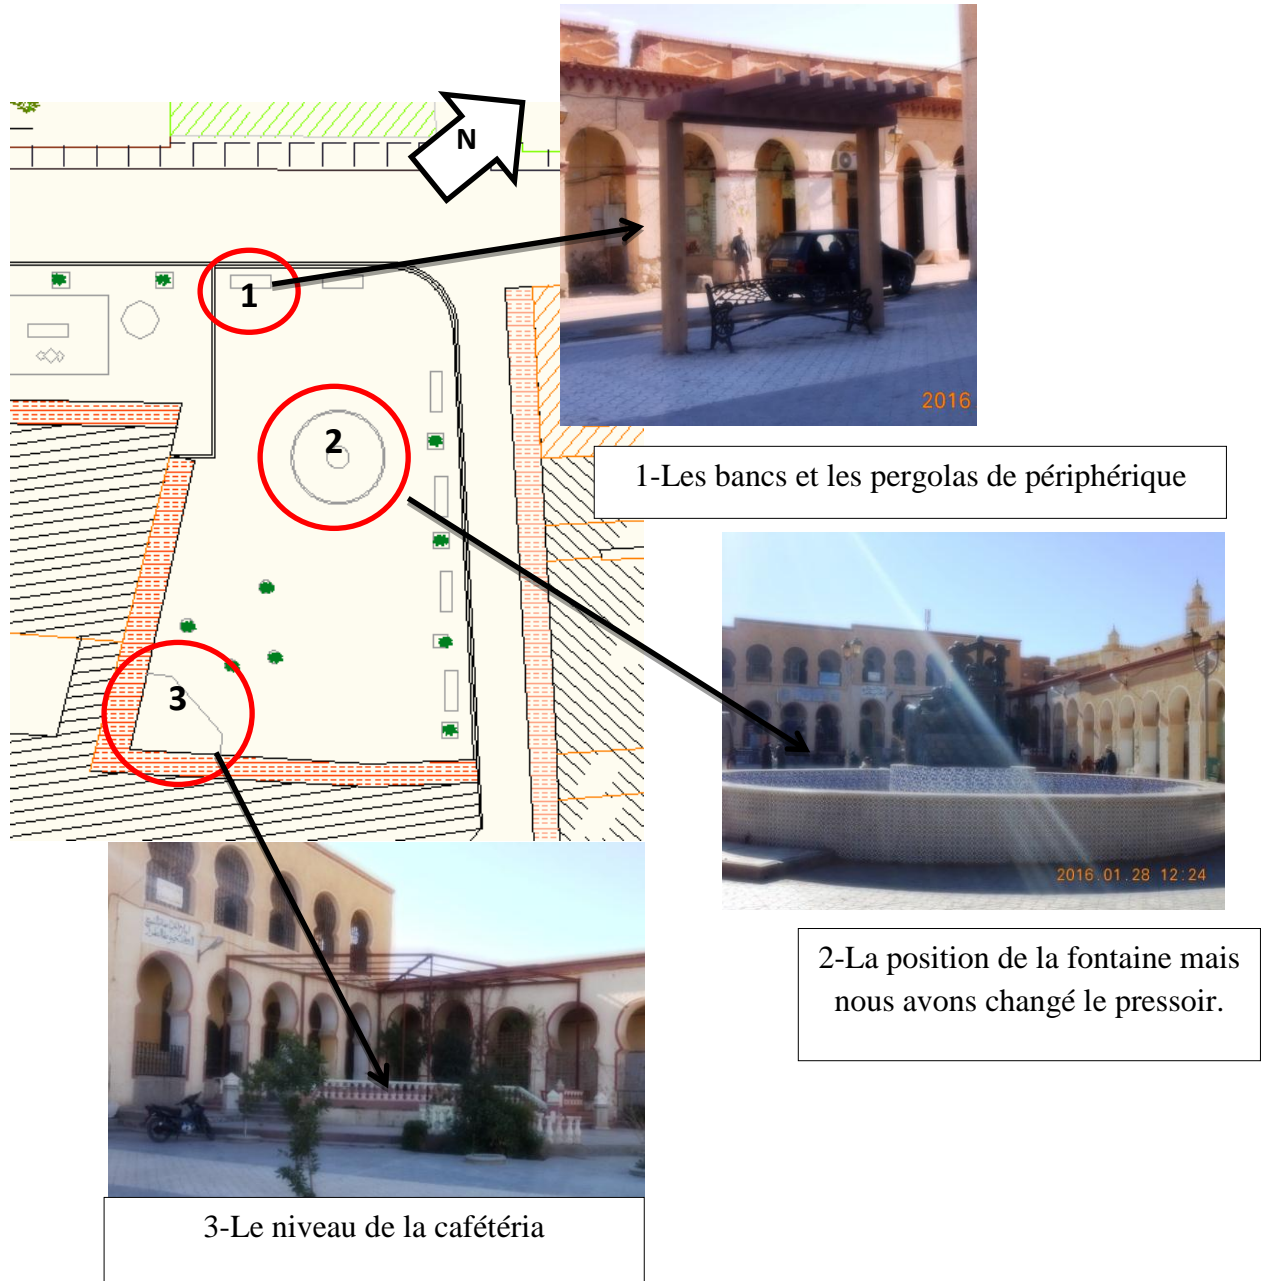 N
1
2016
1-Les bancs et les pergolas de périphérique
2
2016.01.28 12:24
2-La position de la fontaine mais
nous avons changé le pressoir.
3
3-Le niveau de la cafétéria